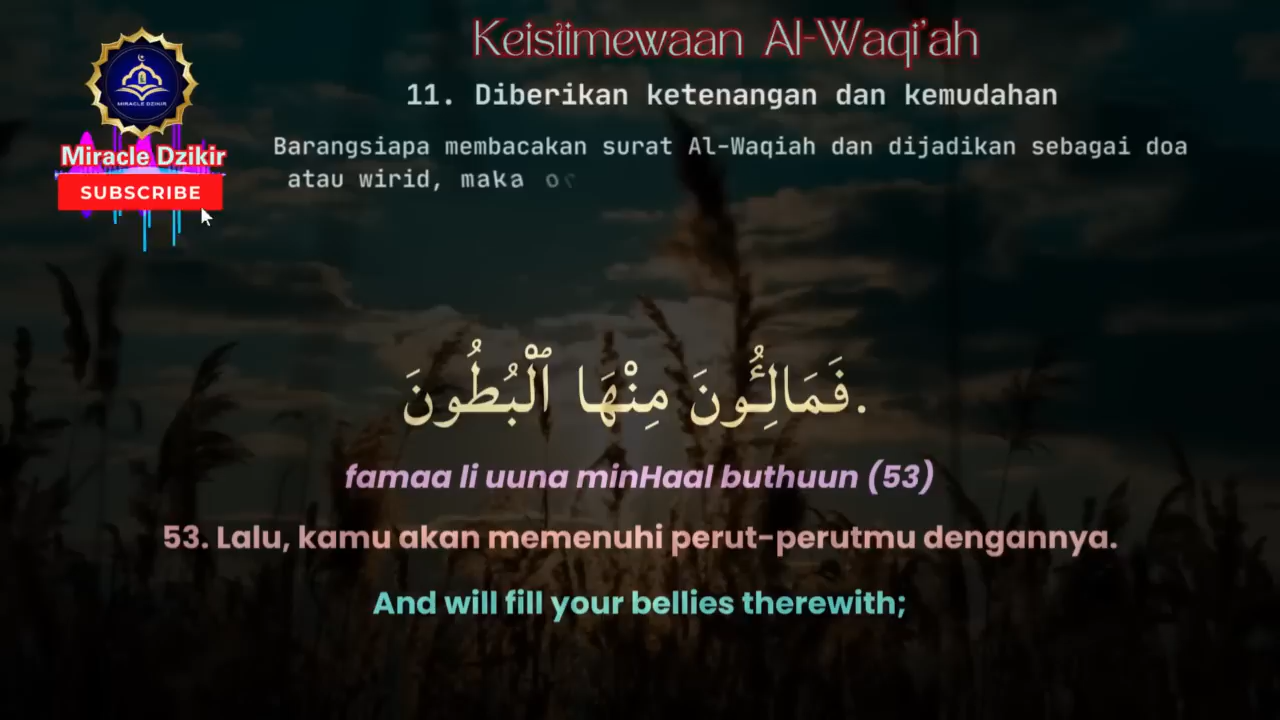 Keistimewaan Al-Waqi'ah
11. Diberikan ketenangan dan kemudahan
Barangsiapa membacakan surat Al-Waqiah dan dijadikan sebagai doa
atau wirid, maka
MIRACLE DZIKIR
Miracle Dzikir
SUBSCRIBE
فَمَالِـُٔونَ مِنْهَا ٱلْبُطُونَ.
famaa li uuna minHaal buthuun (53)
53. Lalu, kamu akan memenuhi perut-perutmu dengannya.
And will fill your bellies therewith;